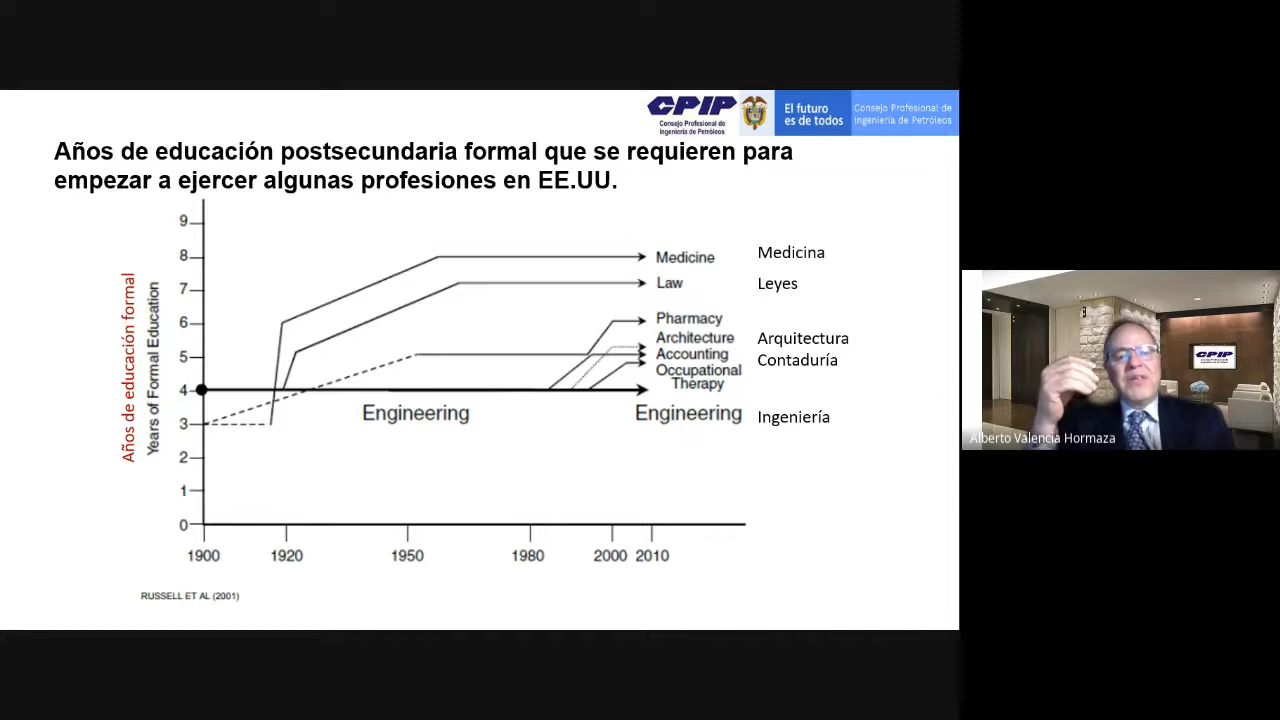 CPIP
Consejo Profesional de
Ingeniería de Petróleos
El futuro
es de todos
Consejo Profesional de
Ingeniería de Petróleos
Años de educación postsecundaria formal que se requieren para
empezar a ejercer algunas profesiones en EE.UU.
Años de educación formal
Years of Formal Education
9
8
7
6
5
4
3
2
1
0
Medicine
Medicina
Law
Leyes
Pharmacy
Architecture
Arquitectura
Accounting
Contaduría
Occupational
Therapy
Engineering
Engineering
Ingeniería
1900
1920
1950
1980
2000
2010
RUSSELL ET AL (2001)
CPIP
Alberto Valencia Hormaza